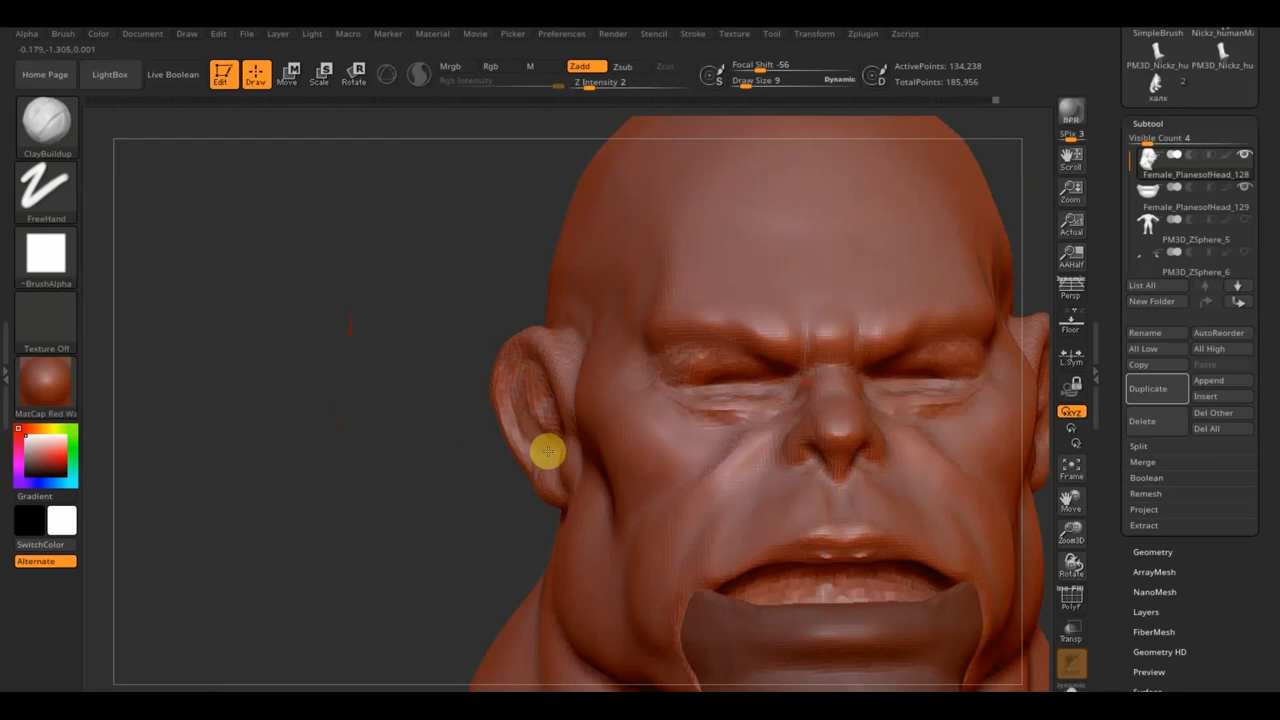 Alpha Brush Color Document Draw Edit File Layer Light Macro Marker Material Movie Picker Preferences Render Stencil Stroke Texture Tool Transform Zplugin Zscript
-0.179,-1.305,0.001
Home Page
LightBox
Live Boolean
Edit
Draw
Move
Scale
Rotate
Mrgb
Rgb
M
Rgb Intensity
Zadd
Zsub
Zcut
Z Intensity 2
S
Focal Shift -56
Draw Size 9
Dynamic
D
ActivePoints: 134,238
TotalPoints: 185,956
ClayBuildup
FreeHand
~BrushAlpha
Texture Off
MatCap Red Wa
Gradient
SwitchColor
Alternate
BPR
SPix 3
Scroll
Zoom
Actual
AAHalf
Dynamic
Persp
Floor
L.Sym
XYZ
Y
Z
Frame
Move
Zoom3D
Rotate
PolyF
Transp
Dynamic
SimpleBrush
Nickz_humanMa
PM3D_Nickz_hu
PM3D_Nickz_hu
2
калк
Subtool
Visible Count 4
Female_PlanesofHead_128
Female_PlanesofHead_129
PM3D_ZSphere_5
PM3D_ZSphere_6
List All
New Folder
Rename
AutoReorder
All Low
All High
Copy
Paste
Duplicate
Append
Insert
Delete
Del Other
Del All
Split
Merge
Boolean
Remesh
Project
Extract
Geometry
ArrayMesh
NanoMesh
Layers
FiberMesh
Geometry HD
Preview